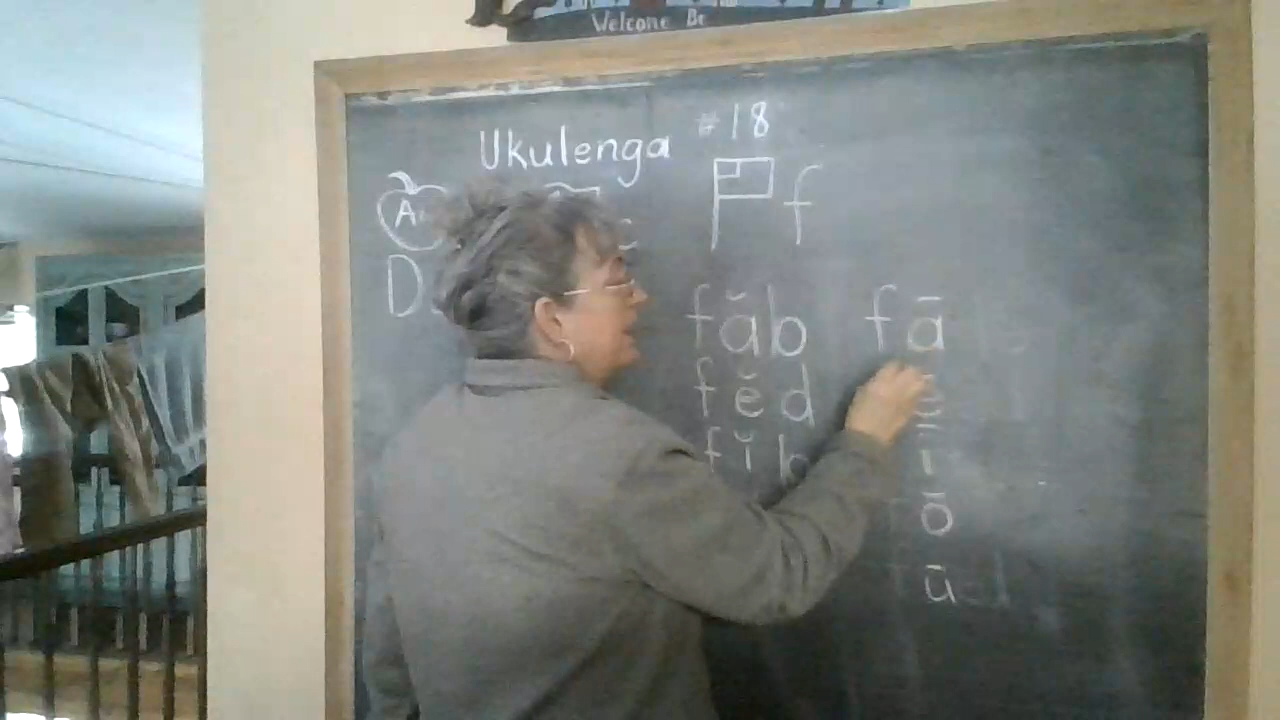 Welcome Be
#18
Ukulenga
A
f
D
făb fā
fĕd ē
fĭb ī
ō
ū